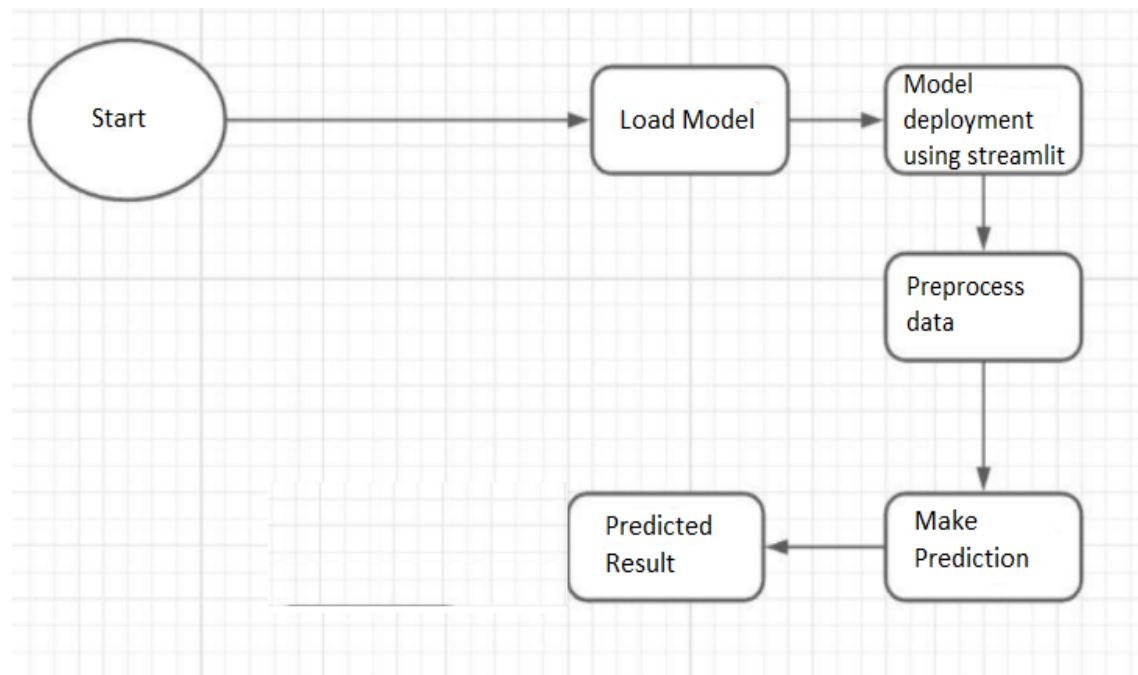 Start
Load Model
Model
deployment
using streamlit
Preprocess
data
Make
Prediction
Predicted
Result